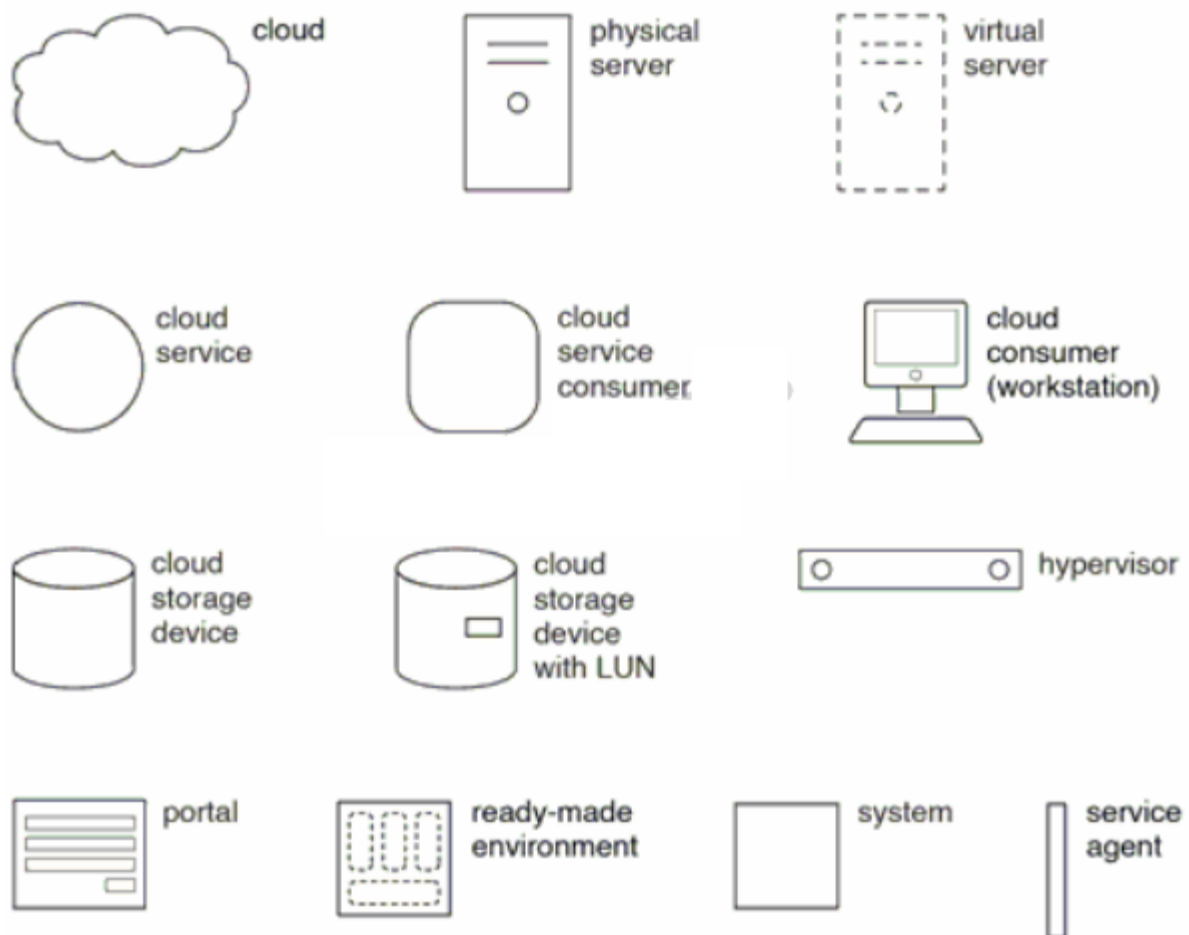 cloud
physical
server
virtual
server
cloud
service
cloud
service
consumer
cloud
consumer
(workstation)
cloud
storage
device
cloud
storage
device
with LUN
hypervisor
portal
ready-made
environment
system
service
agent